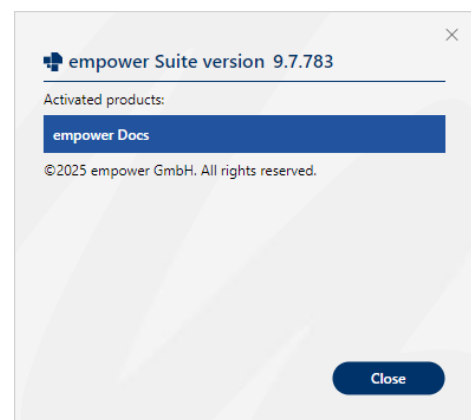 empower Suite version 9.7.783
Activated products:
empower Docs
©2025 empower GmbH. All rights reserved.
Close